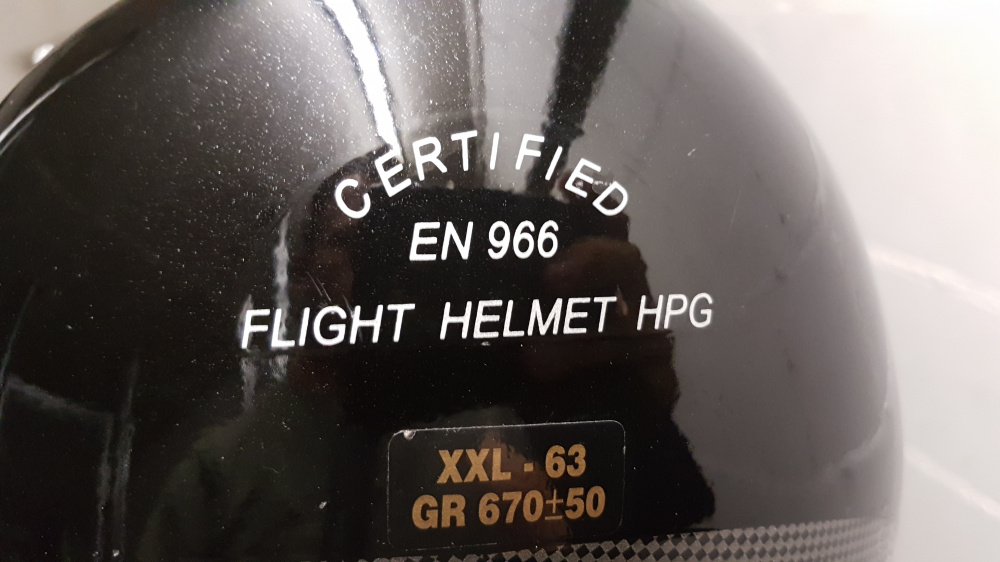 CERTIFIED
EN 966
FLIGHT HELMET HPG
XXL - 63
GR 670±50